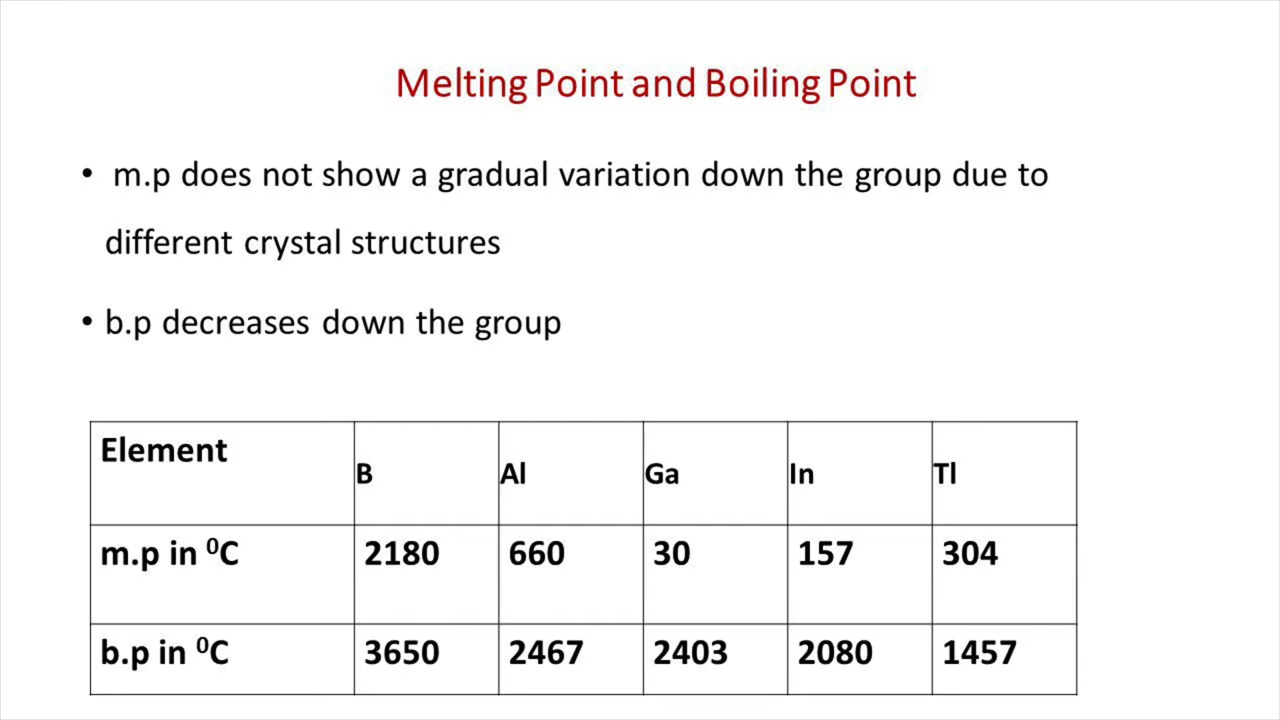 Melting Point and Boiling Point
• m.p does not show a gradual variation down the group due to
different crystal structures
• b.p decreases down the group
Element B Al Ga In Tl
m.p in ⁰C 2180 660 30 157 304
b.p in ⁰C 3650 2467 2403 2080 1457